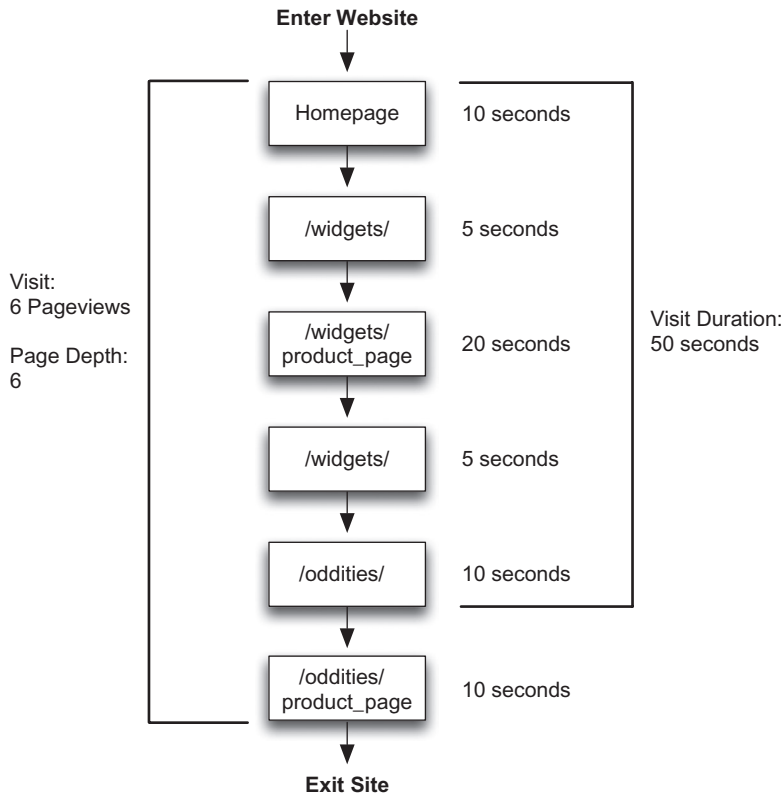 Enter Website
Homepage
10 seconds
/widgets/
5 seconds
Visit:
6 Pageviews
Page Depth:
6
/widgets/
product_page
20 seconds
Visit Duration:
50 seconds
/widgets/
5 seconds
/oddities/
10 seconds
/oddities/
product_page
10 seconds
Exit Site